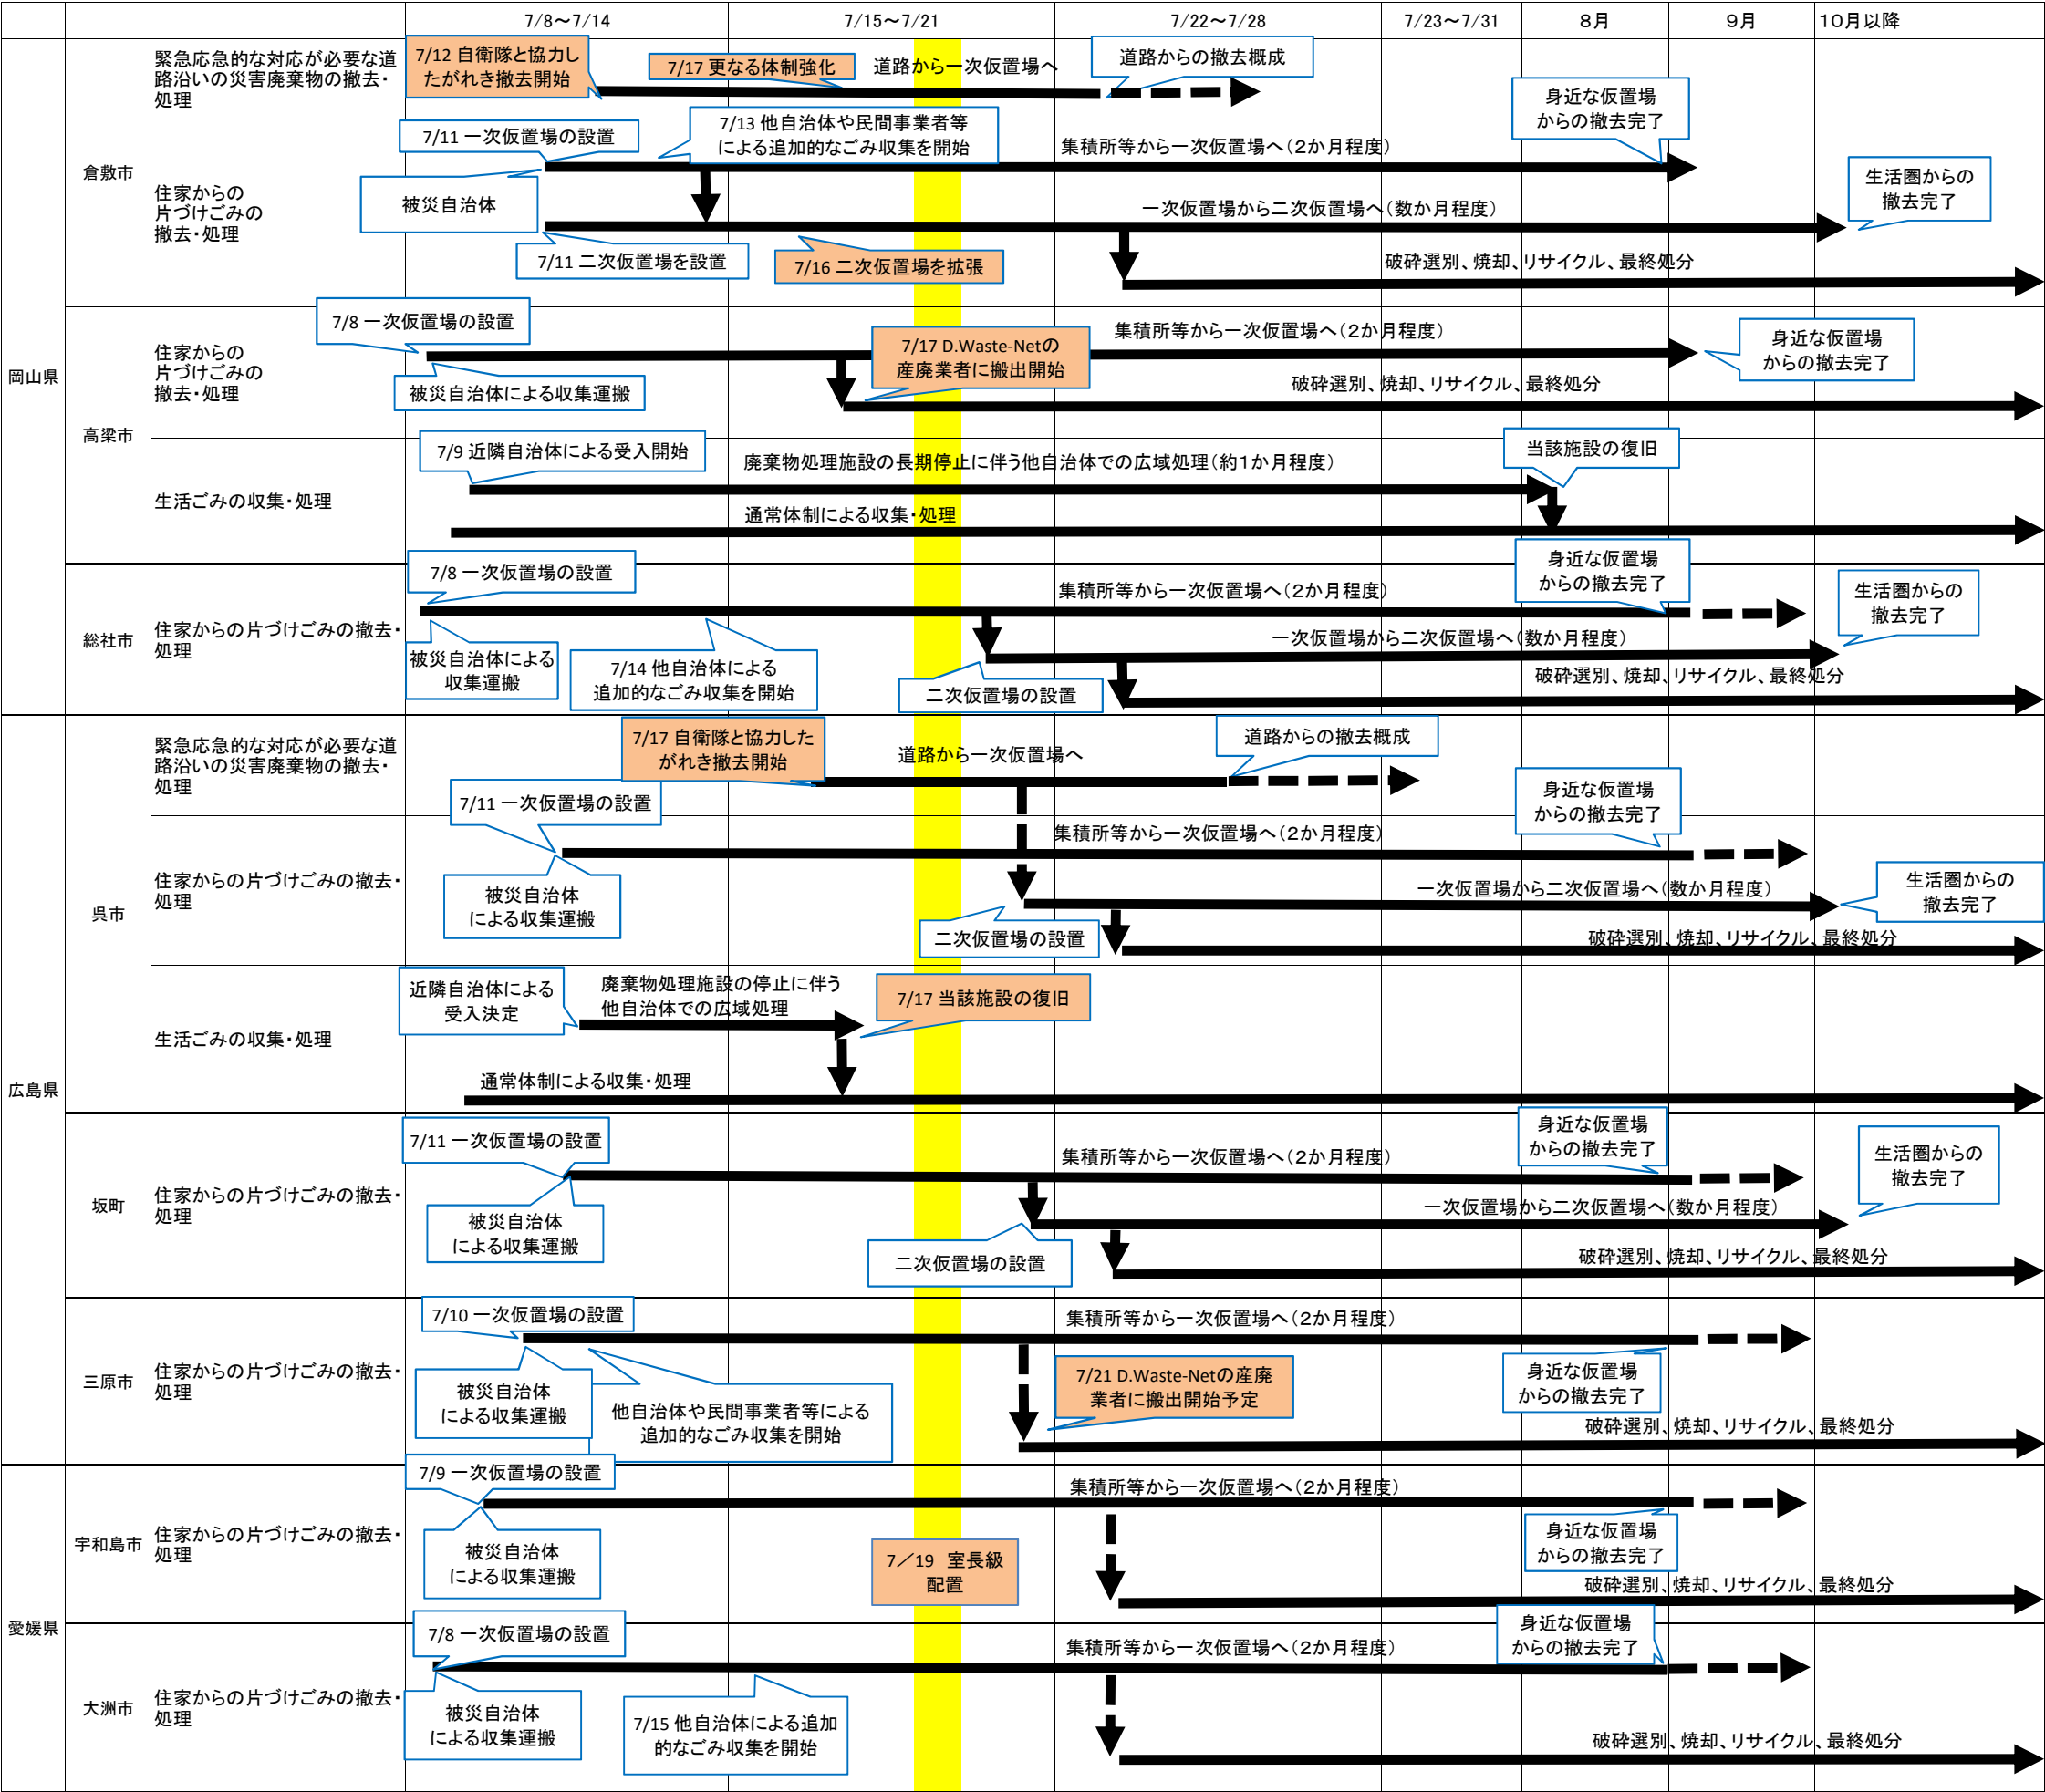 7/8～7/14
7/15～7/21
7/22～7/28
7/23～7/31
８月
９月
１０月以降
岡山県
倉敷市
緊急応急的な対応が必要な道
路沿いの災害廃棄物の撤去・
処理
7/12 自衛隊と協力し
たがれき撤去開始
7/17 更なる体制強化
道路から一次仮置場へ
道路からの撤去概成
住家からの
片づけごみの
撤去・処理
7/11 一次仮置場の設置
7/13 他自治体や民間事業者等
による追加的なごみ収集を開始
集積所等から一次仮置場へ（２か月程度）
身近な仮置場
からの撤去完了
被災自治体
一次仮置場から二次仮置場へ（数か月程度）
生活圏からの
撤去完了
7/11 二次仮置場を設置
7/16 二次仮置場を拡張
破砕選別、焼却、リサイクル、最終処分
高梁市
住家からの
片づけごみの
撤去・処理
7/8 一次仮置場の設置
被災自治体による収集運搬
7/17 D.Waste-Netの
産廃業者に搬出開始
集積所等から一次仮置場へ（２か月程度）
身近な仮置場
からの撤去完了
破砕選別、焼却、リサイクル、最終処分
生活ごみの収集・処理
7/9 近隣自治体による受入開始
廃棄物処理施設の長期停止に伴う他自治体での広域処理（約１か月程度）
当該施設の復旧
通常体制による収集・処理
総社市
住家からの片づけごみの撤去・
処理
7/8 一次仮置場の設置
集積所等から一次仮置場へ（２か月程度）
身近な仮置場
からの撤去完了
生活圏からの
撤去完了
被災自治体による
収集運搬
7/14 他自治体による
追加的なごみ収集を開始
二次仮置場の設置
一次仮置場から二次仮置場へ（数か月程度）
破砕選別、焼却、リサイクル、最終処分
広島県
呉市
緊急応急的な対応が必要な道
路沿いの災害廃棄物の撤去・
処理
7/17 自衛隊と協力した
がれき撤去開始
道路から一次仮置場へ
道路からの撤去概成
住家からの片づけごみの撤去・
処理
7/11 一次仮置場の設置
集積所等から一次仮置場へ（２か月程度）
身近な仮置場
からの撤去完了
被災自治体
による収集運搬
二次仮置場の設置
一次仮置場から二次仮置場へ（数か月程度）
生活圏からの
撤去完了
破砕選別、焼却、リサイクル、最終処分
生活ごみの収集・処理
近隣自治体による
受入決定
廃棄物処理施設の停止に伴う
他自治体での広域処理
7/17 当該施設の復旧
通常体制による収集・処理
坂町
住家からの片づけごみの撤去・
処理
7/11 一次仮置場の設置
集積所等から一次仮置場へ（２か月程度）
身近な仮置場
からの撤去完了
生活圏からの
撤去完了
被災自治体
による収集運搬
二次仮置場の設置
一次仮置場から二次仮置場へ（数か月程度）
破砕選別、焼却、リサイクル、最終処分
三原市
住家からの片づけごみの撤去・
処理
7/10 一次仮置場の設置
集積所等から一次仮置場へ（２か月程度）
身近な仮置場
からの撤去完了
被災自治体
による収集運搬
他自治体や民間事業者等による
追加的なごみ収集を開始
7/21 D.Waste-Netの産廃
業者に搬出開始予定
破砕選別、焼却、リサイクル、最終処分
愛媛県
宇和島市
住家からの片づけごみの撤去・
処理
7/9 一次仮置場の設置
集積所等から一次仮置場へ（２か月程度）
身近な仮置場
からの撤去完了
被災自治体
による収集運搬
7／19　室長級
配置
破砕選別、焼却、リサイクル、最終処分
大洲市
住家からの片づけごみの撤去・
処理
7/8 一次仮置場の設置
集積所等から一次仮置場へ（２か月程度）
身近な仮置場
からの撤去完了
被災自治体
による収集運搬
7/15 他自治体による追加
的なごみ収集を開始
破砕選別、焼却、リサイクル、最終処分